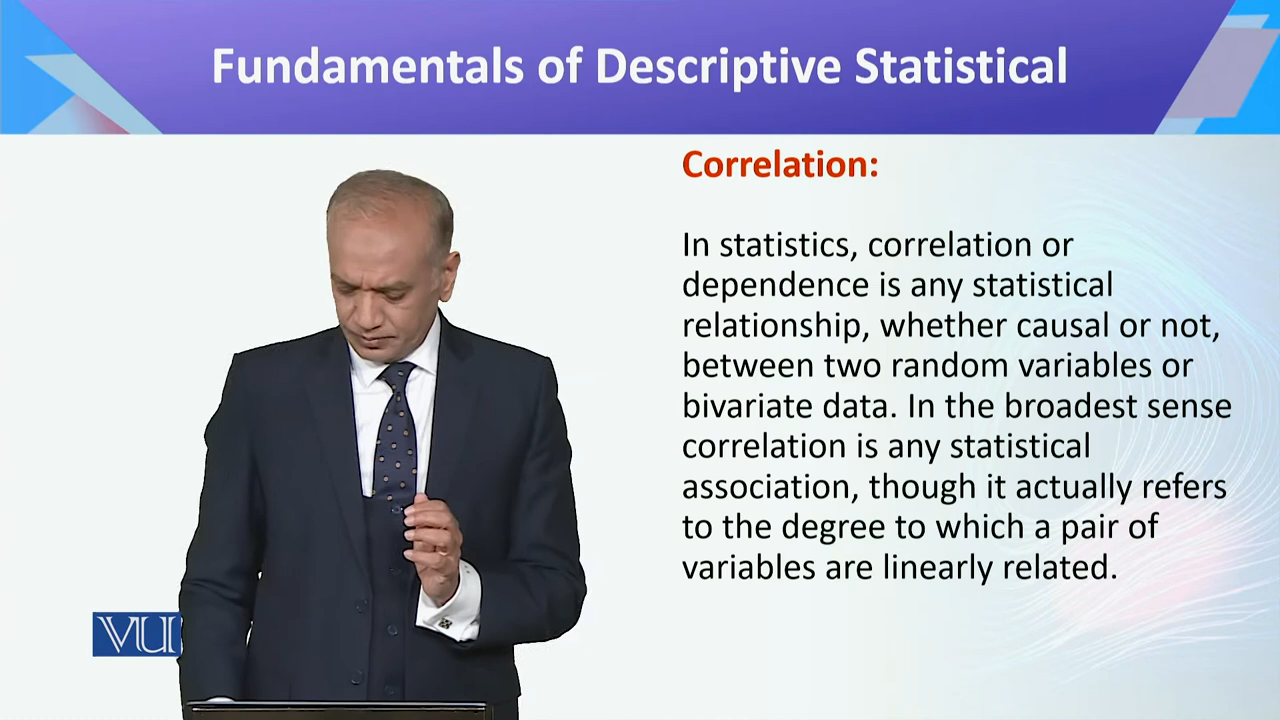 Fundamentals of Descriptive Statistical
Correlation:
In statistics, correlation or
dependence is any statistical
relationship, whether causal or not,
between two random variables or
bivariate data. In the broadest sense
correlation is any statistical
association, though it actually refers
to the degree to which a pair of
variables are linearly related.
VU